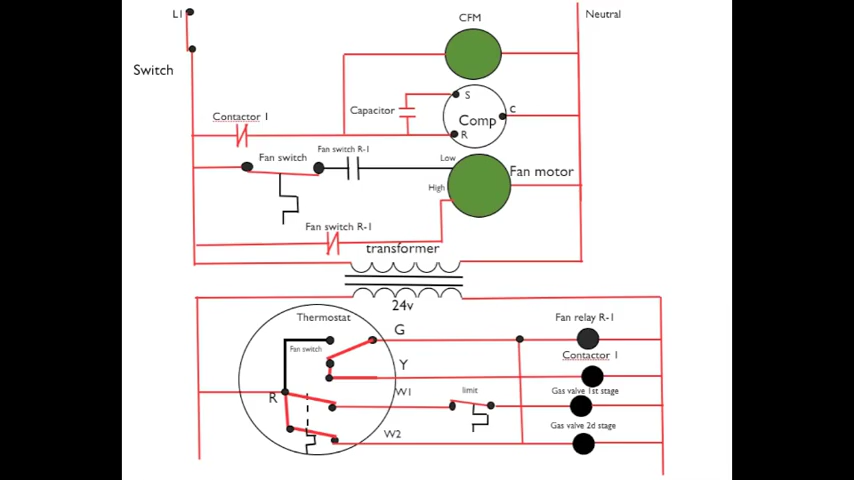 CFM
L1
Neutral
Switch
S
C
Capacitor
Contactor 1
Comp
R
Fan switch R-1
Fan switch
Low
Fan motor
High
Fan switch R-1
transformer
24v
Thermostat
Fan relay R-1
G
Fan switch
Contactor 1
Y
limit
Gas valve 1st stage
R
W1
Gas valve 2d stage
W2